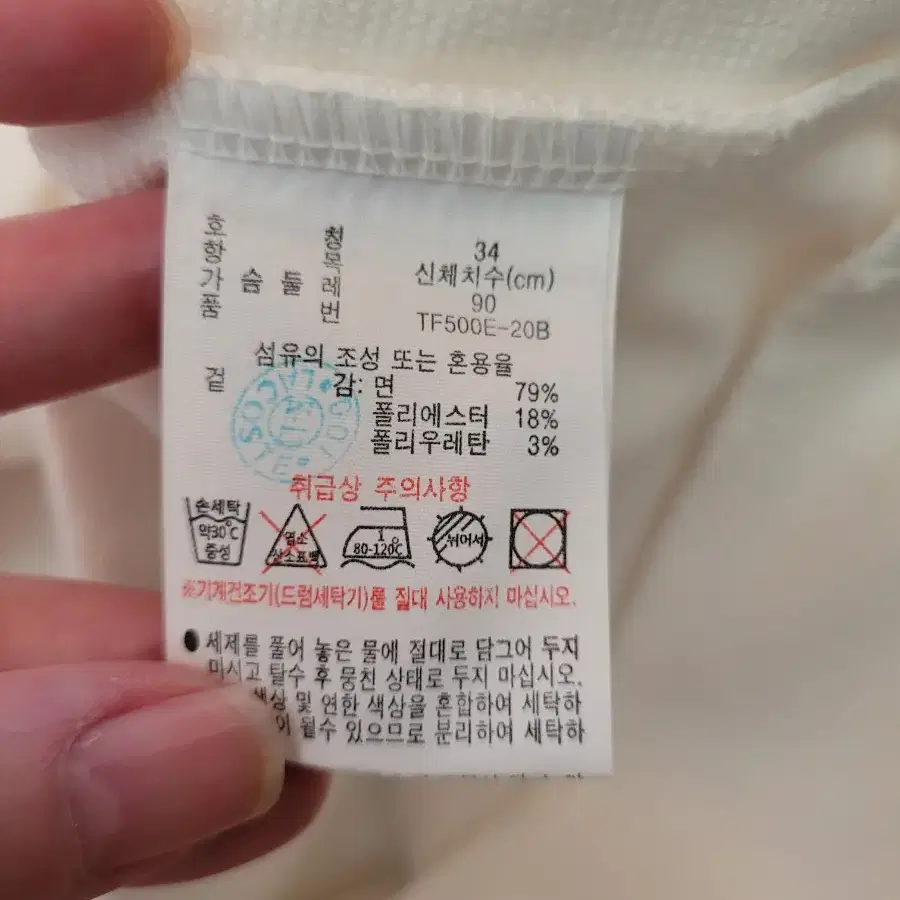 호 칭 34
항 목 신체치수(cm)
가 슴 둘 레 90
품 번 TF500E-20B
섬유의 조성 또는 혼용율
겉 감: 면 79%
폴리에스터 18%
폴리우레탄 3%
취급상 주의사항
손세탁 약30℃ 중성
염소 산소표백
1 80-120℃
뉘어서
※기계건조기(드럼세탁기)를 절대 사용하지 마십시오.
● 세제를 풀어 놓은 물에 절대로 담그어 두지
마시고 탈수 후 뭉친 상태로 두지 마십시오.
색상 및 연한 색상을 혼합하여 세탁하
이 될수 있으므로 분리하여 세탁하